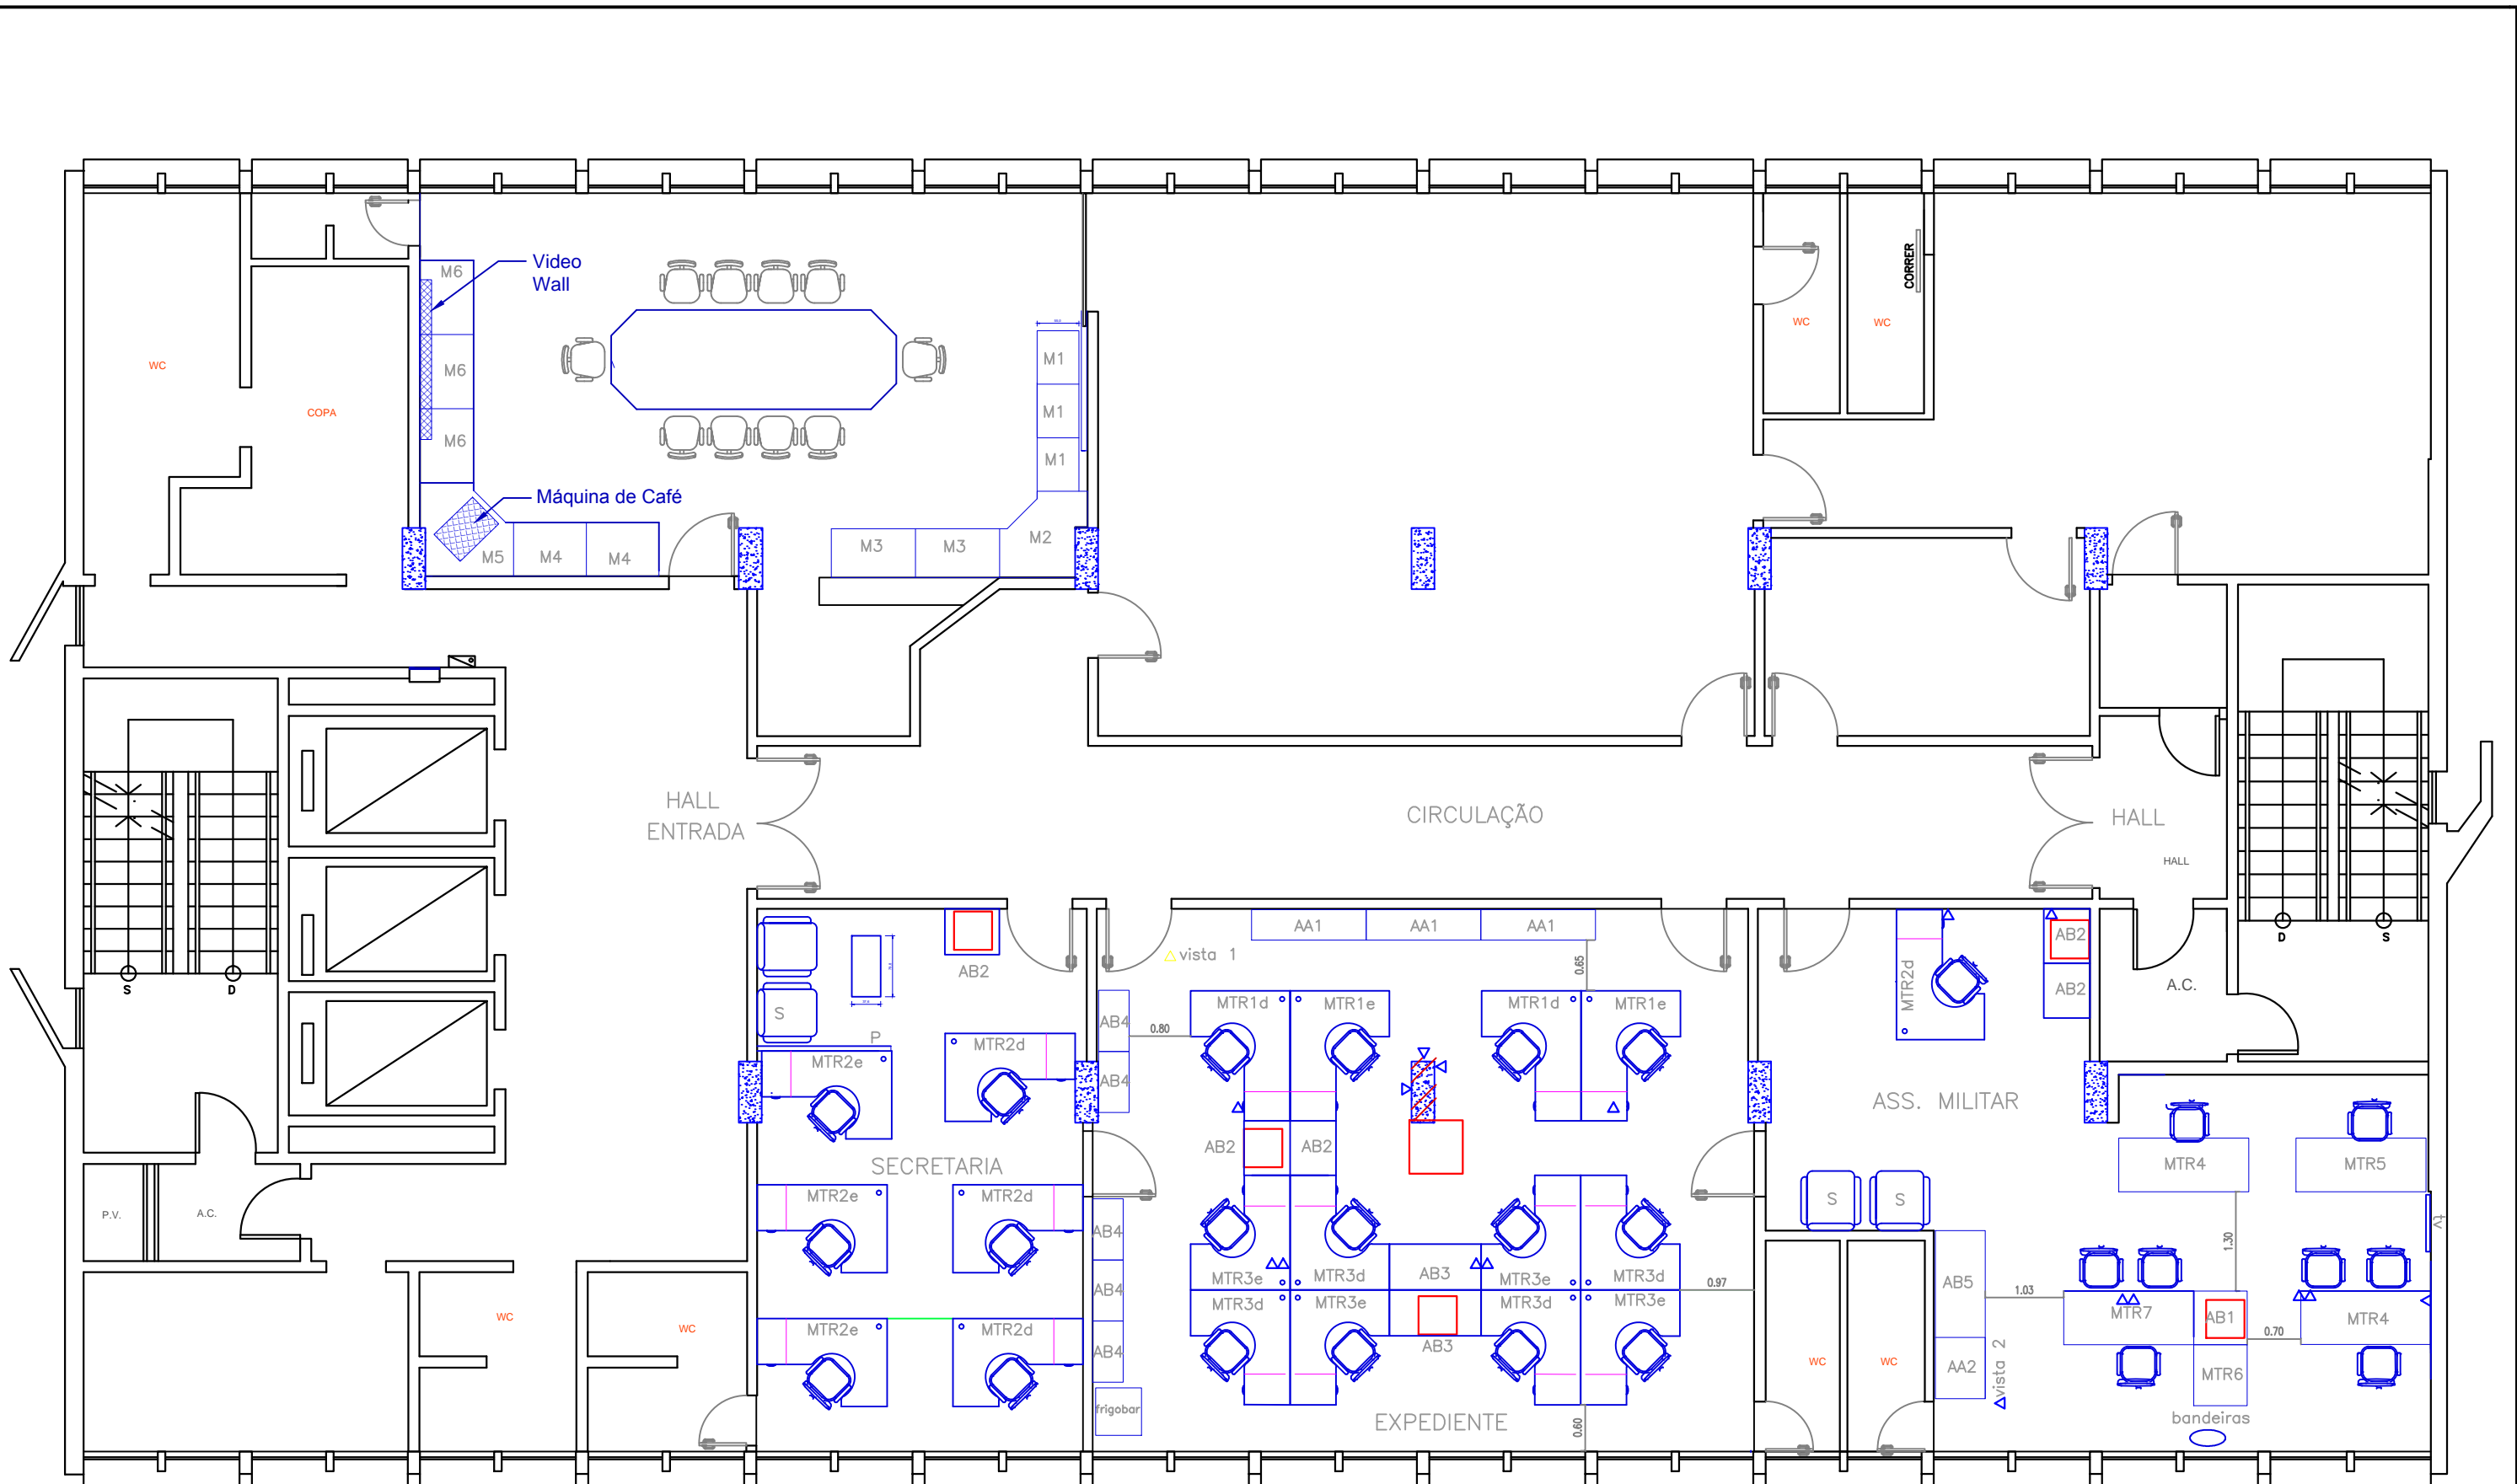 Video
Wall
M6
M6
M6
Máquina de Café
M5
M4
M4
M3
M3
M2
M1
M1
M1
WC
COPA
WC
WC
CORRER
HALL
ENTRADA
CIRCULAÇÃO
HALL
HALL
S
D
D
S
A.C.
P.V.
A.C.
WC
WC
S
P
AB2
MTR2e
MTR2d
SECRETARIA
MTR2e
MTR2d
MTR2e
MTR2d
vista 1
AA1
AA1
AA1
0.65
AB4
AB4
0.80
MTR1d
MTR1e
MTR1d
MTR1e
AB2
AB2
AB4
AB4
AB4
frigobar
MTR3e
MTR3d
AB3
MTR3e
MTR3d
MTR3d
MTR3e
AB3
MTR3d
MTR3e
0.97
0.60
EXPEDIENTE
MTR2d
AB2
AB2
ASS. MILITAR
S
S
MTR4
MTR5
tv
1.30
AB5
1.03
MTR7
AB1
0.70
MTR4
AA2
vista 2
MTR6
bandeiras
WC
WC